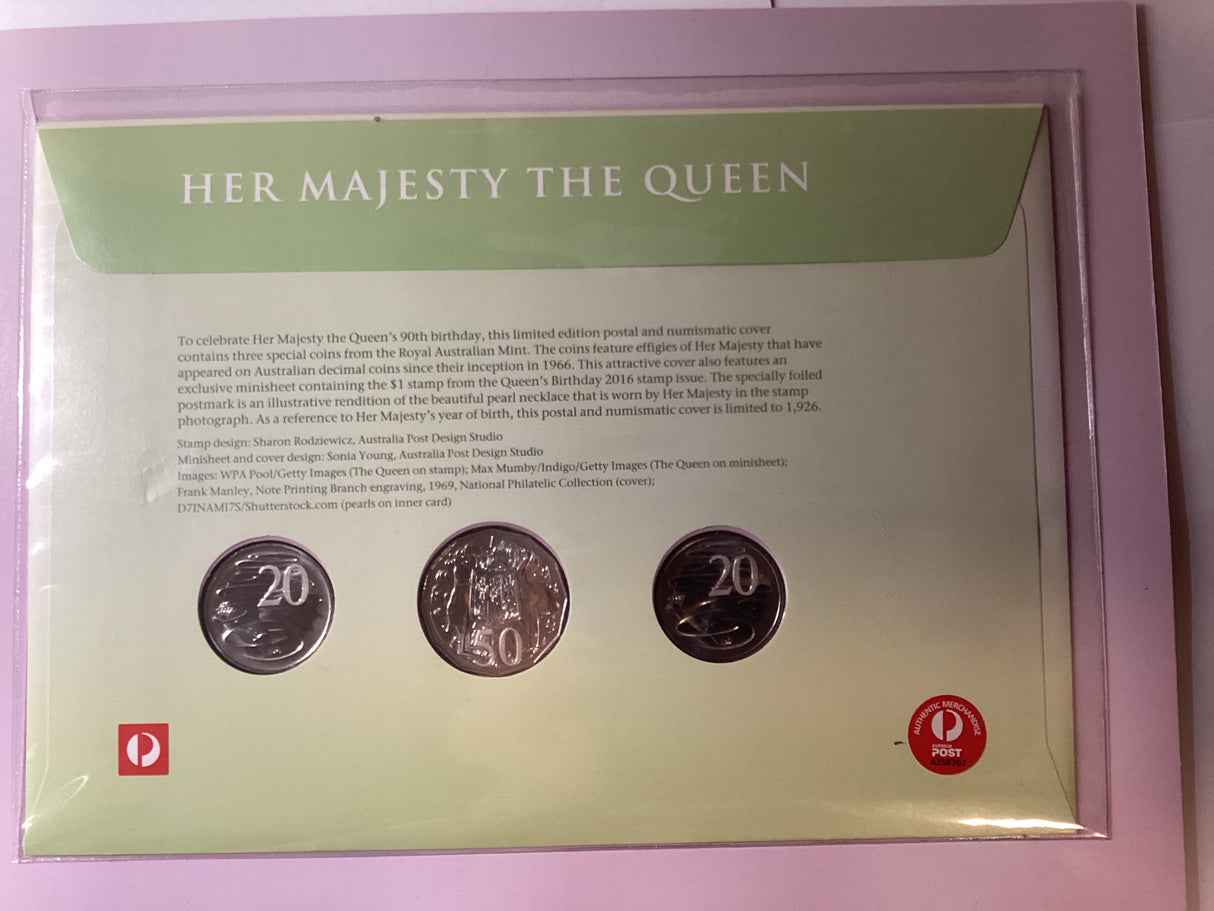 HER MAJESTY THE QUEEN
To celebrate Her Majesty the Queen's 90th birthday, this limited edition postal and numismatic cover
contains three special coins from the Royal Australian Mint. The coins feature effigies of Her Majesty that have
appeared on Australian decimal coins since their inception in 1966. This attractive cover also features an
exclusive minisheet containing the $1 stamp from the Queen's Birthday 2016 stamp issue. The specially foiled
postmark is an illustrative rendition of the beautiful pearl necklace that is worn by Her Majesty in the stamp
photograph. As a reference to Her Majesty's year of birth, this postal and numismatic cover is limited to 1,926.
Stamp design: Sharon Rodziewicz, Australia Post Design Studio
Minisheet and cover design: Sonia Young, Australia Post Design Studio
Images: WPA Pool/Getty Images (The Queen on stamp); Max Mumby/Indigo/Getty Images (The Queen on minisheet);
Frank Manley, Note Printing Branch engraving, 1969, National Philatelic Collection (cover);
D7INAMI7S/Shutterstock.com (pearls on inner card)
20
50
20
AUTHENTIC MERCHANDISE
AUSTRALIA
POST
A258702